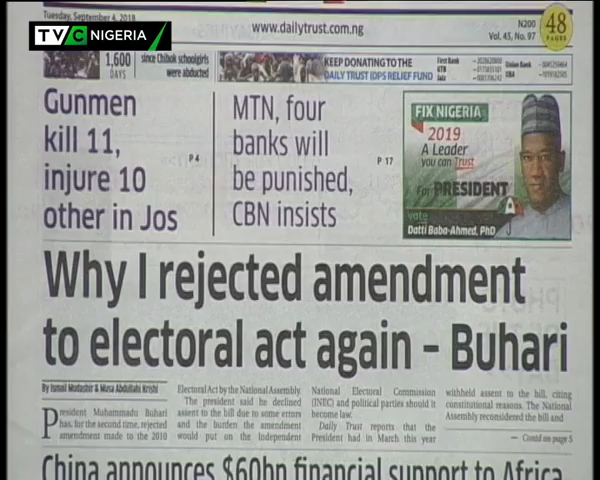 Tuesday, September 4, 2018
TVC NIGERIA
www.dailytrust.com.ng
N200
Vol. 45, No. 97
48
PAGES
1,600
DAYS
since Chibok schoolgirls
were abducted
KEEP DONATING TO THE
DAILY TRUST IDPS RELIEF FUND
First Bank
GTB
Jaiz
Union Bank
UBA
Gunmen
kill 11,
injure 10
other in Jos
P 4
MTN, four
banks will
be punished,
CBN insists
P 17
FIX NIGERIA
2019
A Leader
you can Trust
For PRESIDENT
vote
Datti Baba-Ahmed, PhD
Why I rejected amendment
to electoral act again – Buhari
By Ismail Mudashir & Musa Abdullahi Krishi
President Muhammadu Buhari
has, for the second time, rejected
amendment made to the 2010
Electoral Act by the National Assembly.
The president said he declined
assent to the bill due to some errors
and the burden the amendment
would put on the Independent
National Electoral Commission
(INEC) and political parties should it
become law.
Daily Trust reports that the
President had in March this year
withheld assent to the bill, citing
constitutional reasons. The National
Assembly reconsidered the bill and
— Contd on page 5
China announces $60bn financial support to Africa